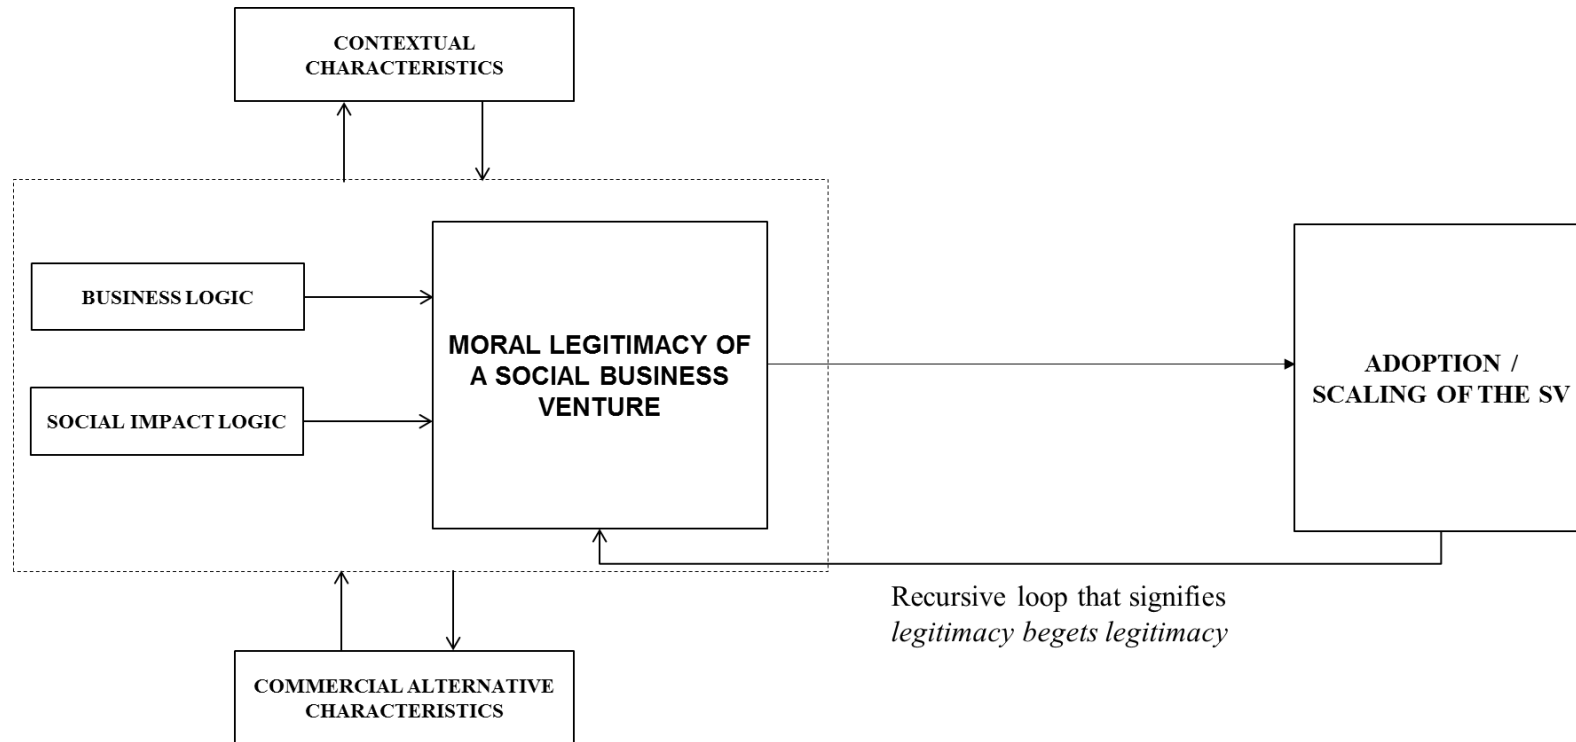 CONTEXTUAL
CHARACTERISTICS
BUSINESS LOGIC
SOCIAL IMPACT LOGIC
MORAL LEGITIMACY OF
A SOCIAL BUSINESS
VENTURE
ADOPTION /
SCALING OF THE SV
Recursive loop that signifies
legitimacy begets legitimacy
COMMERCIAL ALTERNATIVE
CHARACTERISTICS